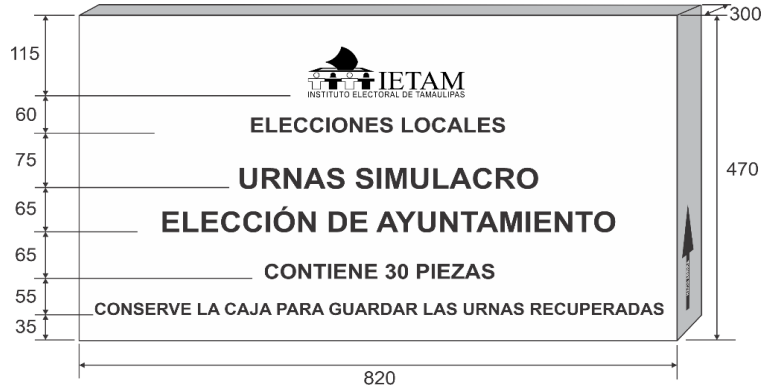 300
115
IETAM
INSTITUTO ELECTORAL DE TAMAULIPAS
60
ELECCIONES LOCALES
75
URNAS SIMULACRO
470
65
ELECCIÓN DE AYUNTAMIENTO
65
CONTIENE 30 PIEZAS
55
CONSERVE LA CAJA PARA GUARDAR LAS URNAS RECUPERADAS
35
820